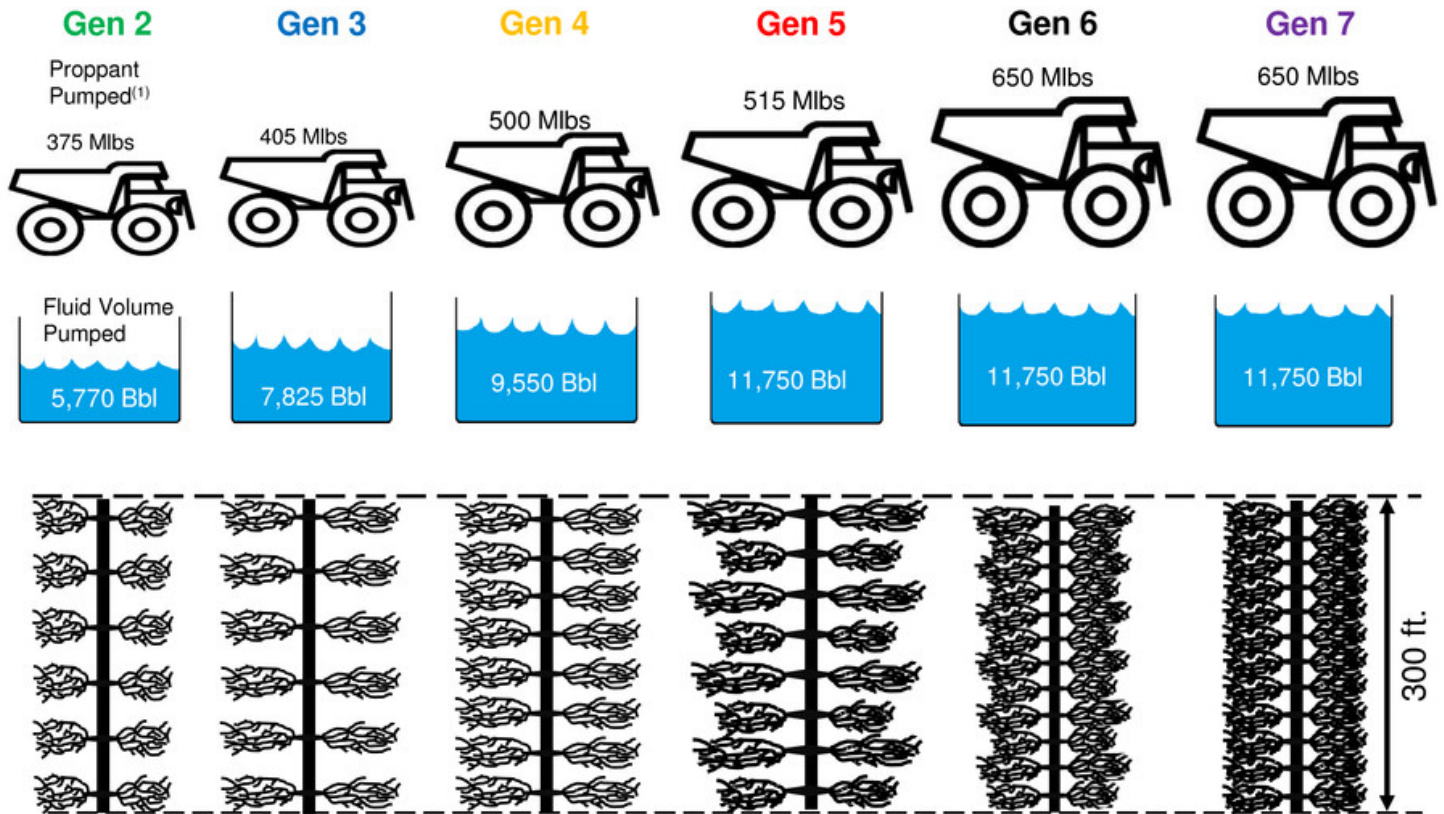 Gen 2
Gen 3
Gen 4
Gen 5
Gen 6
Gen 7
Proppant
Pumped(1)
375 Mlbs
405 Mlbs
500 Mlbs
515 Mlbs
650 Mlbs
650 Mlbs
Fluid Volume
Pumped
5,770 Bbl
7,825 Bbl
9,550 Bbl
11,750 Bbl
11,750 Bbl
11,750 Bbl
300 ft.